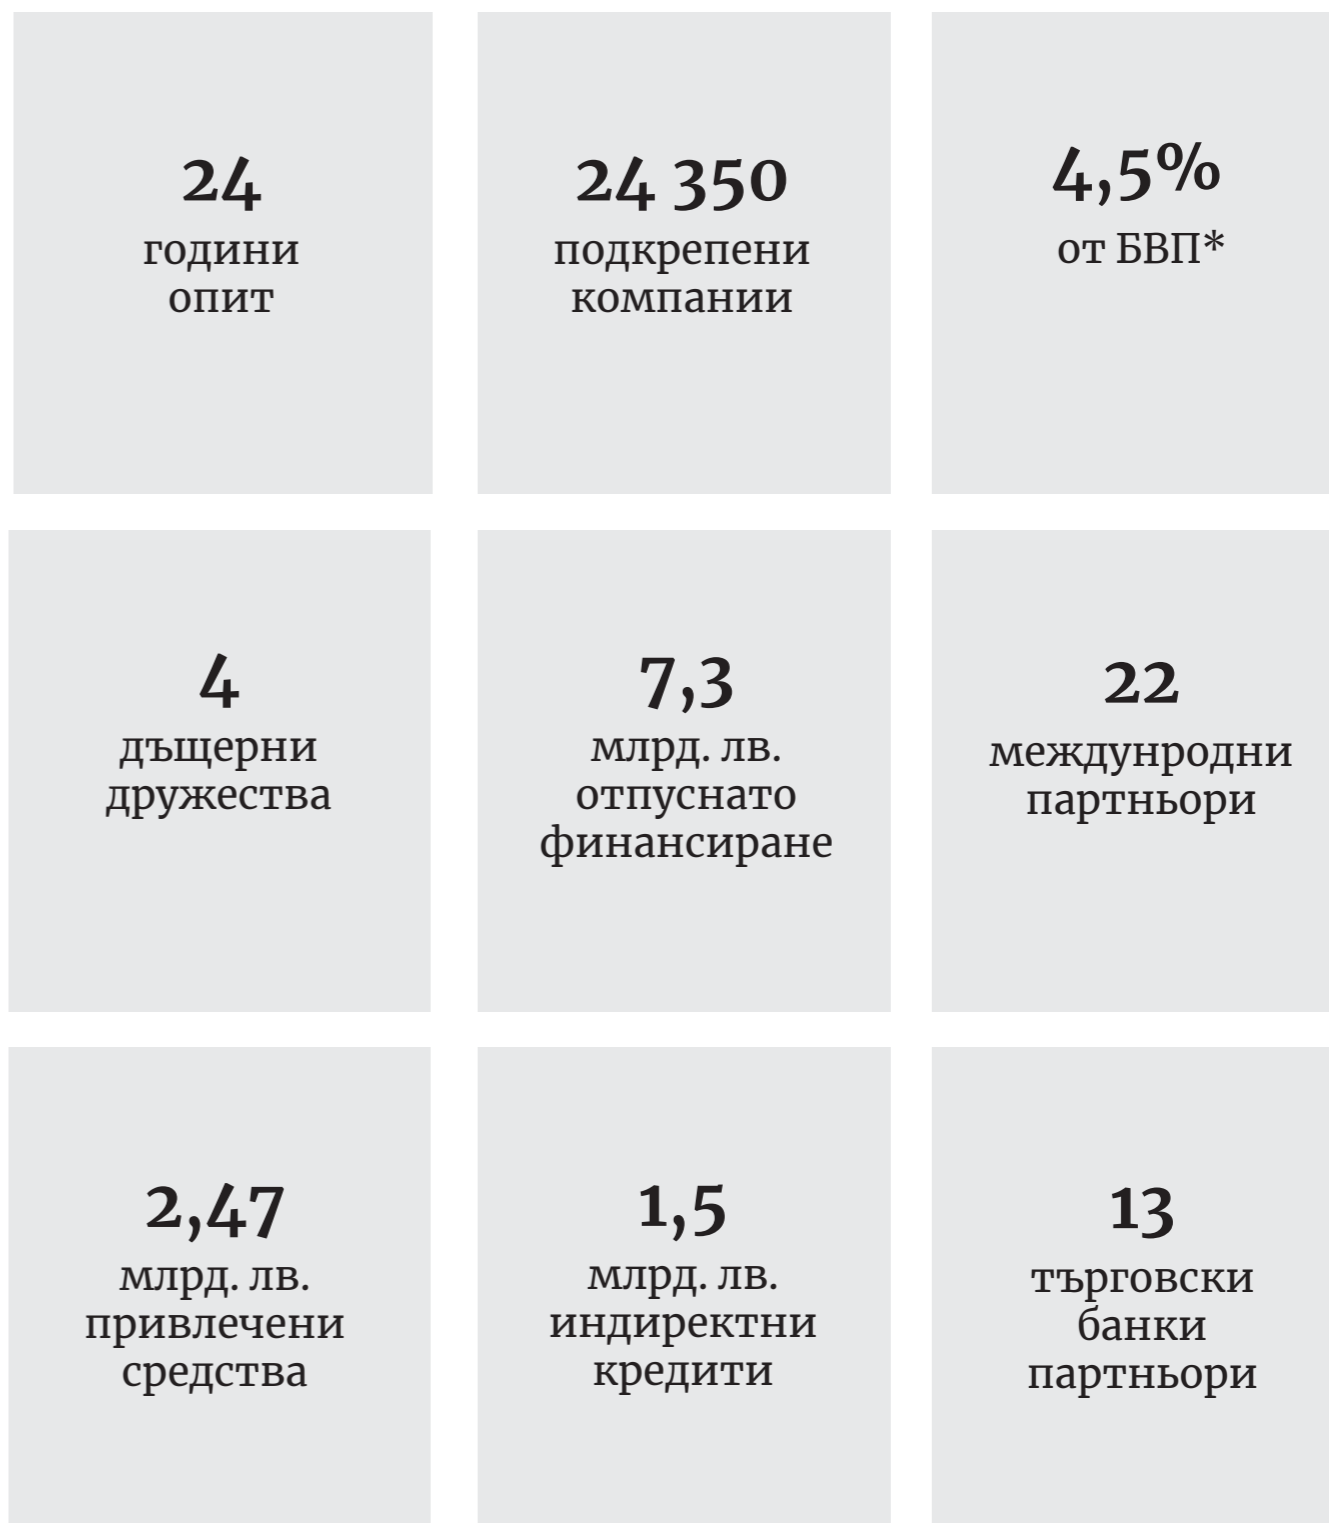 24
години
опит
24 350
подкрепени
компании
4,5%
от БВП*
4
дъщерни
дружества
7,3
млрд. лв.
отпуснато
финансиране
22
междунродни
партньори
2,47
млрд. лв.
привлечени
средства
1,5
млрд. лв.
индиректни
кредити
13
търговски
банки
партньори